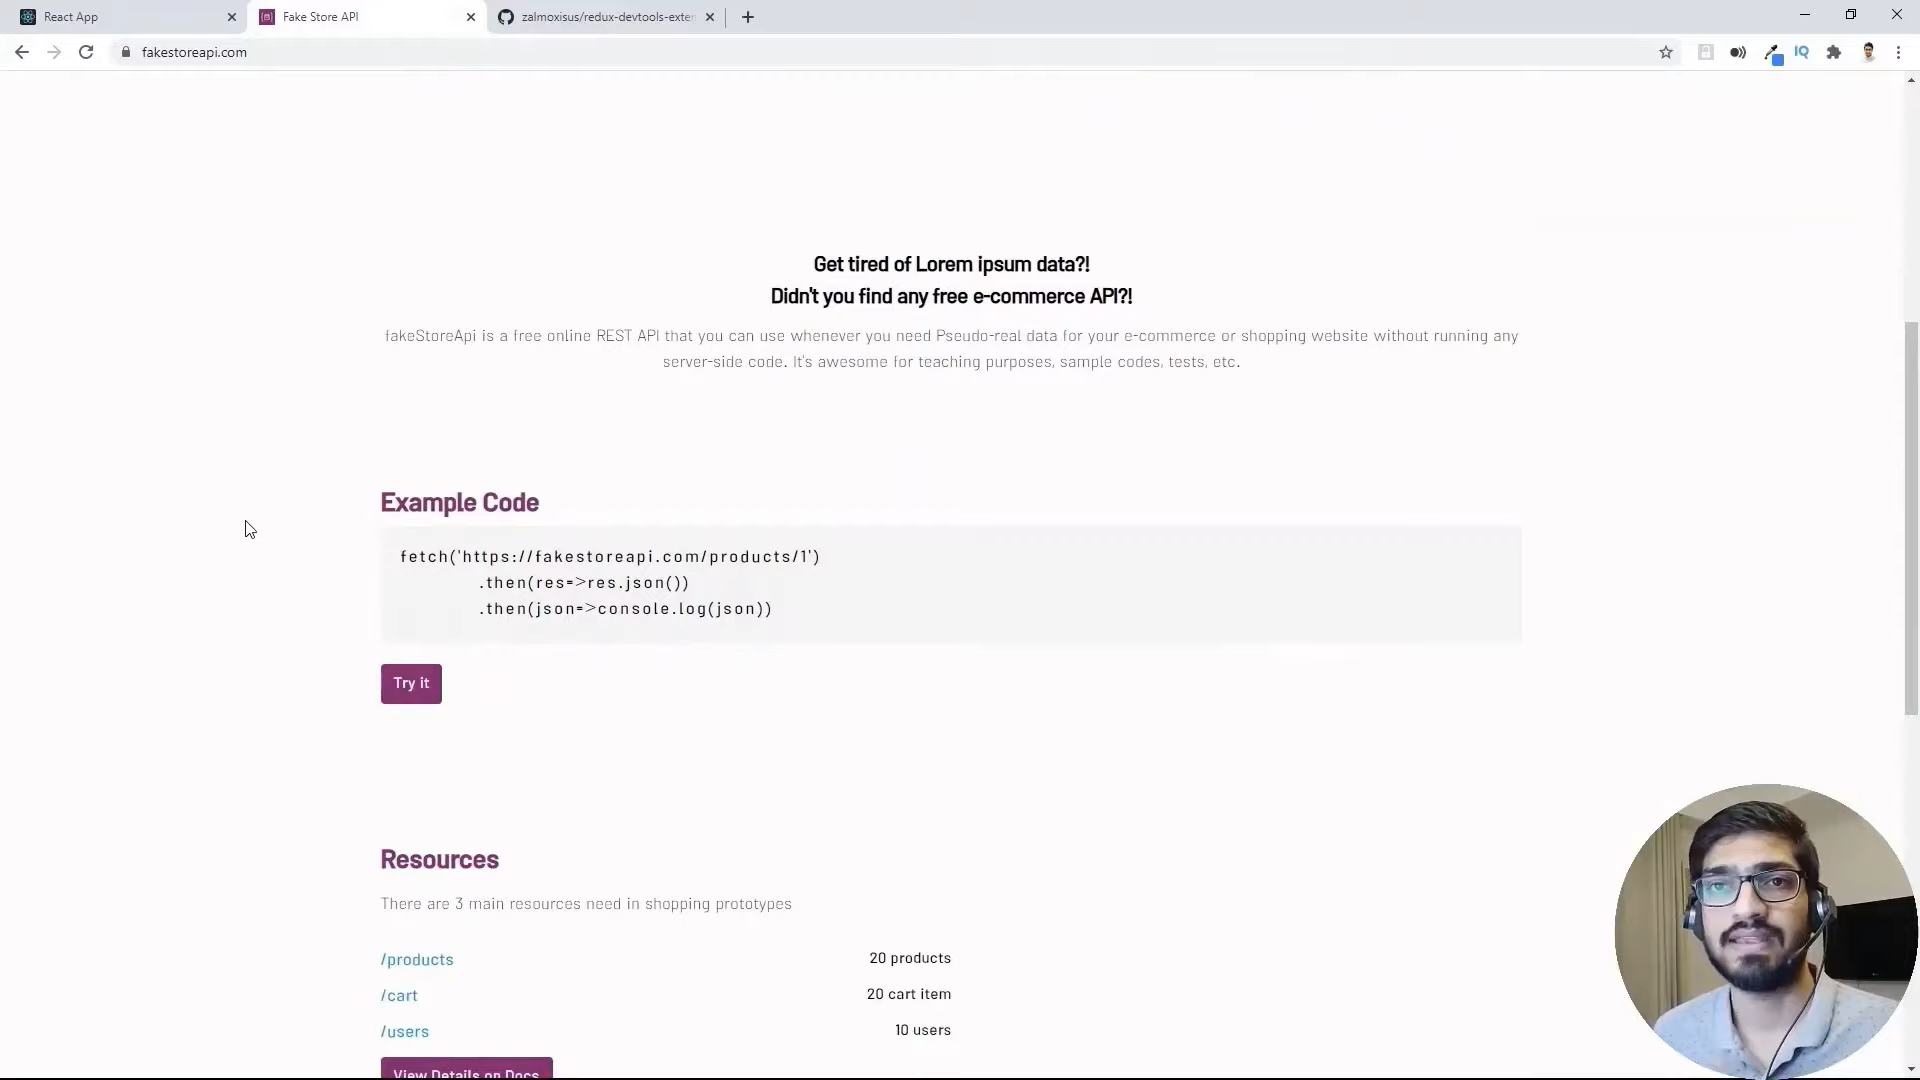 React App
Fake Store API
zalmoxisus/redux-devtools-exten
fakestoreapi.com
IQ
Get tired of Lorem ipsum data?!
Didn't you find any free e-commerce API?!
fakeStoreApi is a free online REST API that you can use whenever you need Pseudo-real data for your e-commerce or shopping website without running any
server-side code. It's awesome for teaching purposes, sample codes, tests, etc.
Example Code
fetch('https://fakestoreapi.com/products/1')
.then(res=>res.json())
.then(json=>console.log(json))
Try it
Resources
There are 3 main resources need in shopping prototypes
/products 20 products
/cart 20 cart item
/users 10 users
View Details on Docs